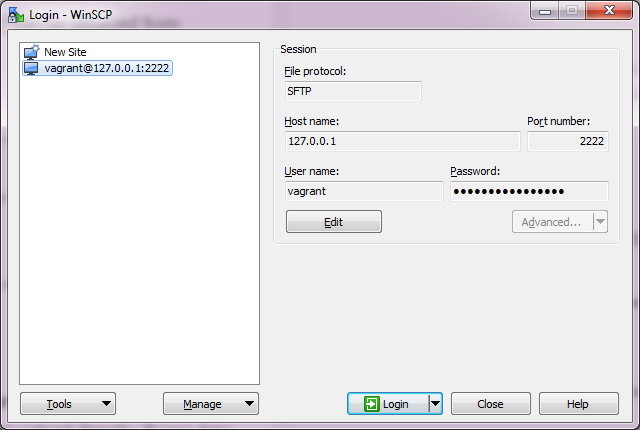 Login - WinSCP
New Site
vagrant@127.0.0.1:2222
Session
File protocol:
SFTP
Host name:
Port number:
127.0.0.1
2222
User name:
Password:
vagrant
●●●●●●●●●●●●●●●●
Edit
Advanced...
Tools
Manage
Login
Close
Help